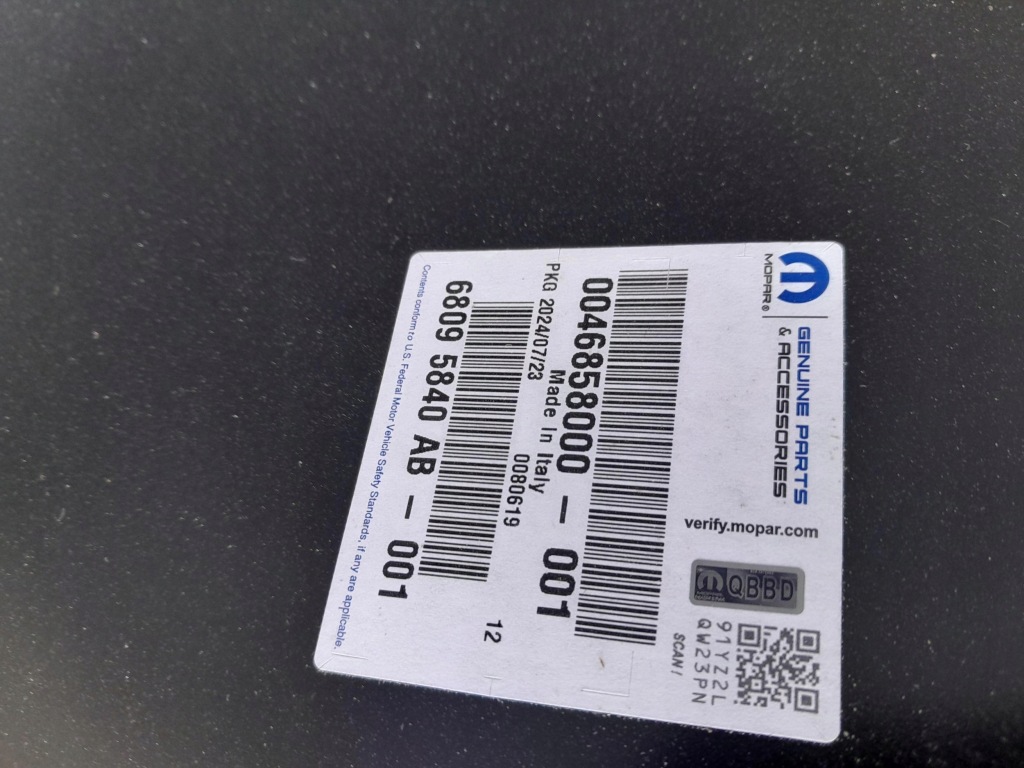 MOPAR®
GENUINE PARTS
& ACCESSORIES
verify.mopar.com
QBBD
91YZ2L
QW23PN
SCAN!
0046858000 - 001
PKG 2024/07/23
Made In Italy
0080619
6809 5840 AB - 001
12
Contents conform to U.S. Federal Motor Vehicle Safety Standards, if any are applicable.